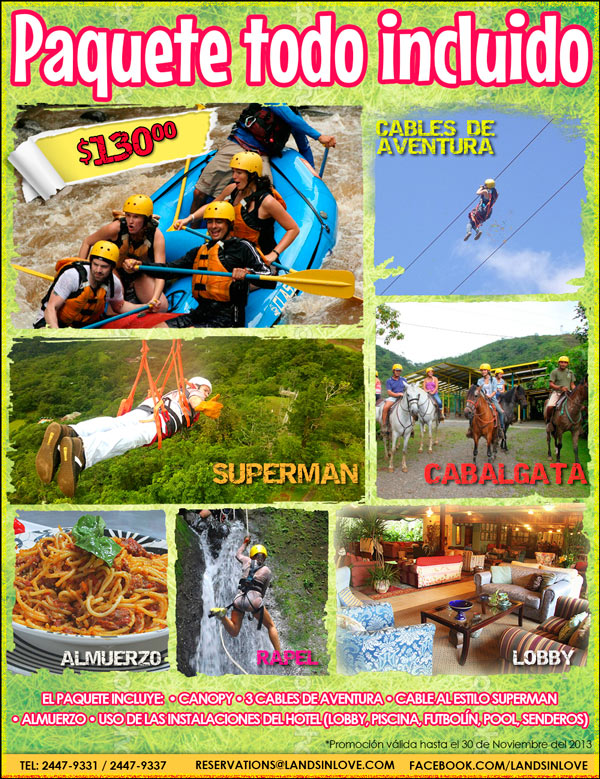 Paquete todo incluido
$130⁰⁰
CABLES DE
AVENTURA
SUPERMAN
CABALGATA
ALMUERZO
RAPEL
LOBBY
EL PAQUETE INCLUYE: • CANOPY • 3 CABLES DE AVENTURA • CABLE AL ESTILO SUPERMAN
• ALMUERZO • USO DE LAS INSTALACIONES DEL HOTEL (LOBBY, PISCINA, FUTBOLÍN, POOL, SENDEROS)
*Promoción válida hasta el 30 de Noviembre del 2013
TEL: 2447-9331 / 2447-9337 RESERVATIONS@LANDSINLOVE.COM FACEBOOK.COM/LANDSINLOVE